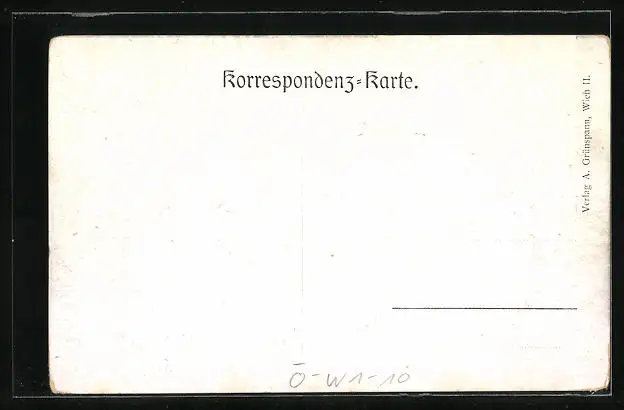 Korrespondenz-Karte.
Verlag A. Grünspann, Wien II.
Ö-W1-10